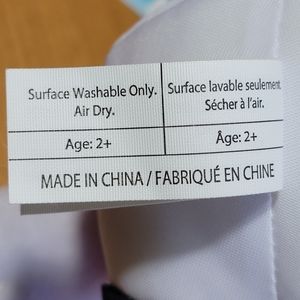 Surface Washable Only.
Air Dry.
Surface lavable seulement.
Sécher à l'air.
Age: 2+
Âge: 2+
MADE IN CHINA / FABRIQUÉ EN CHINE